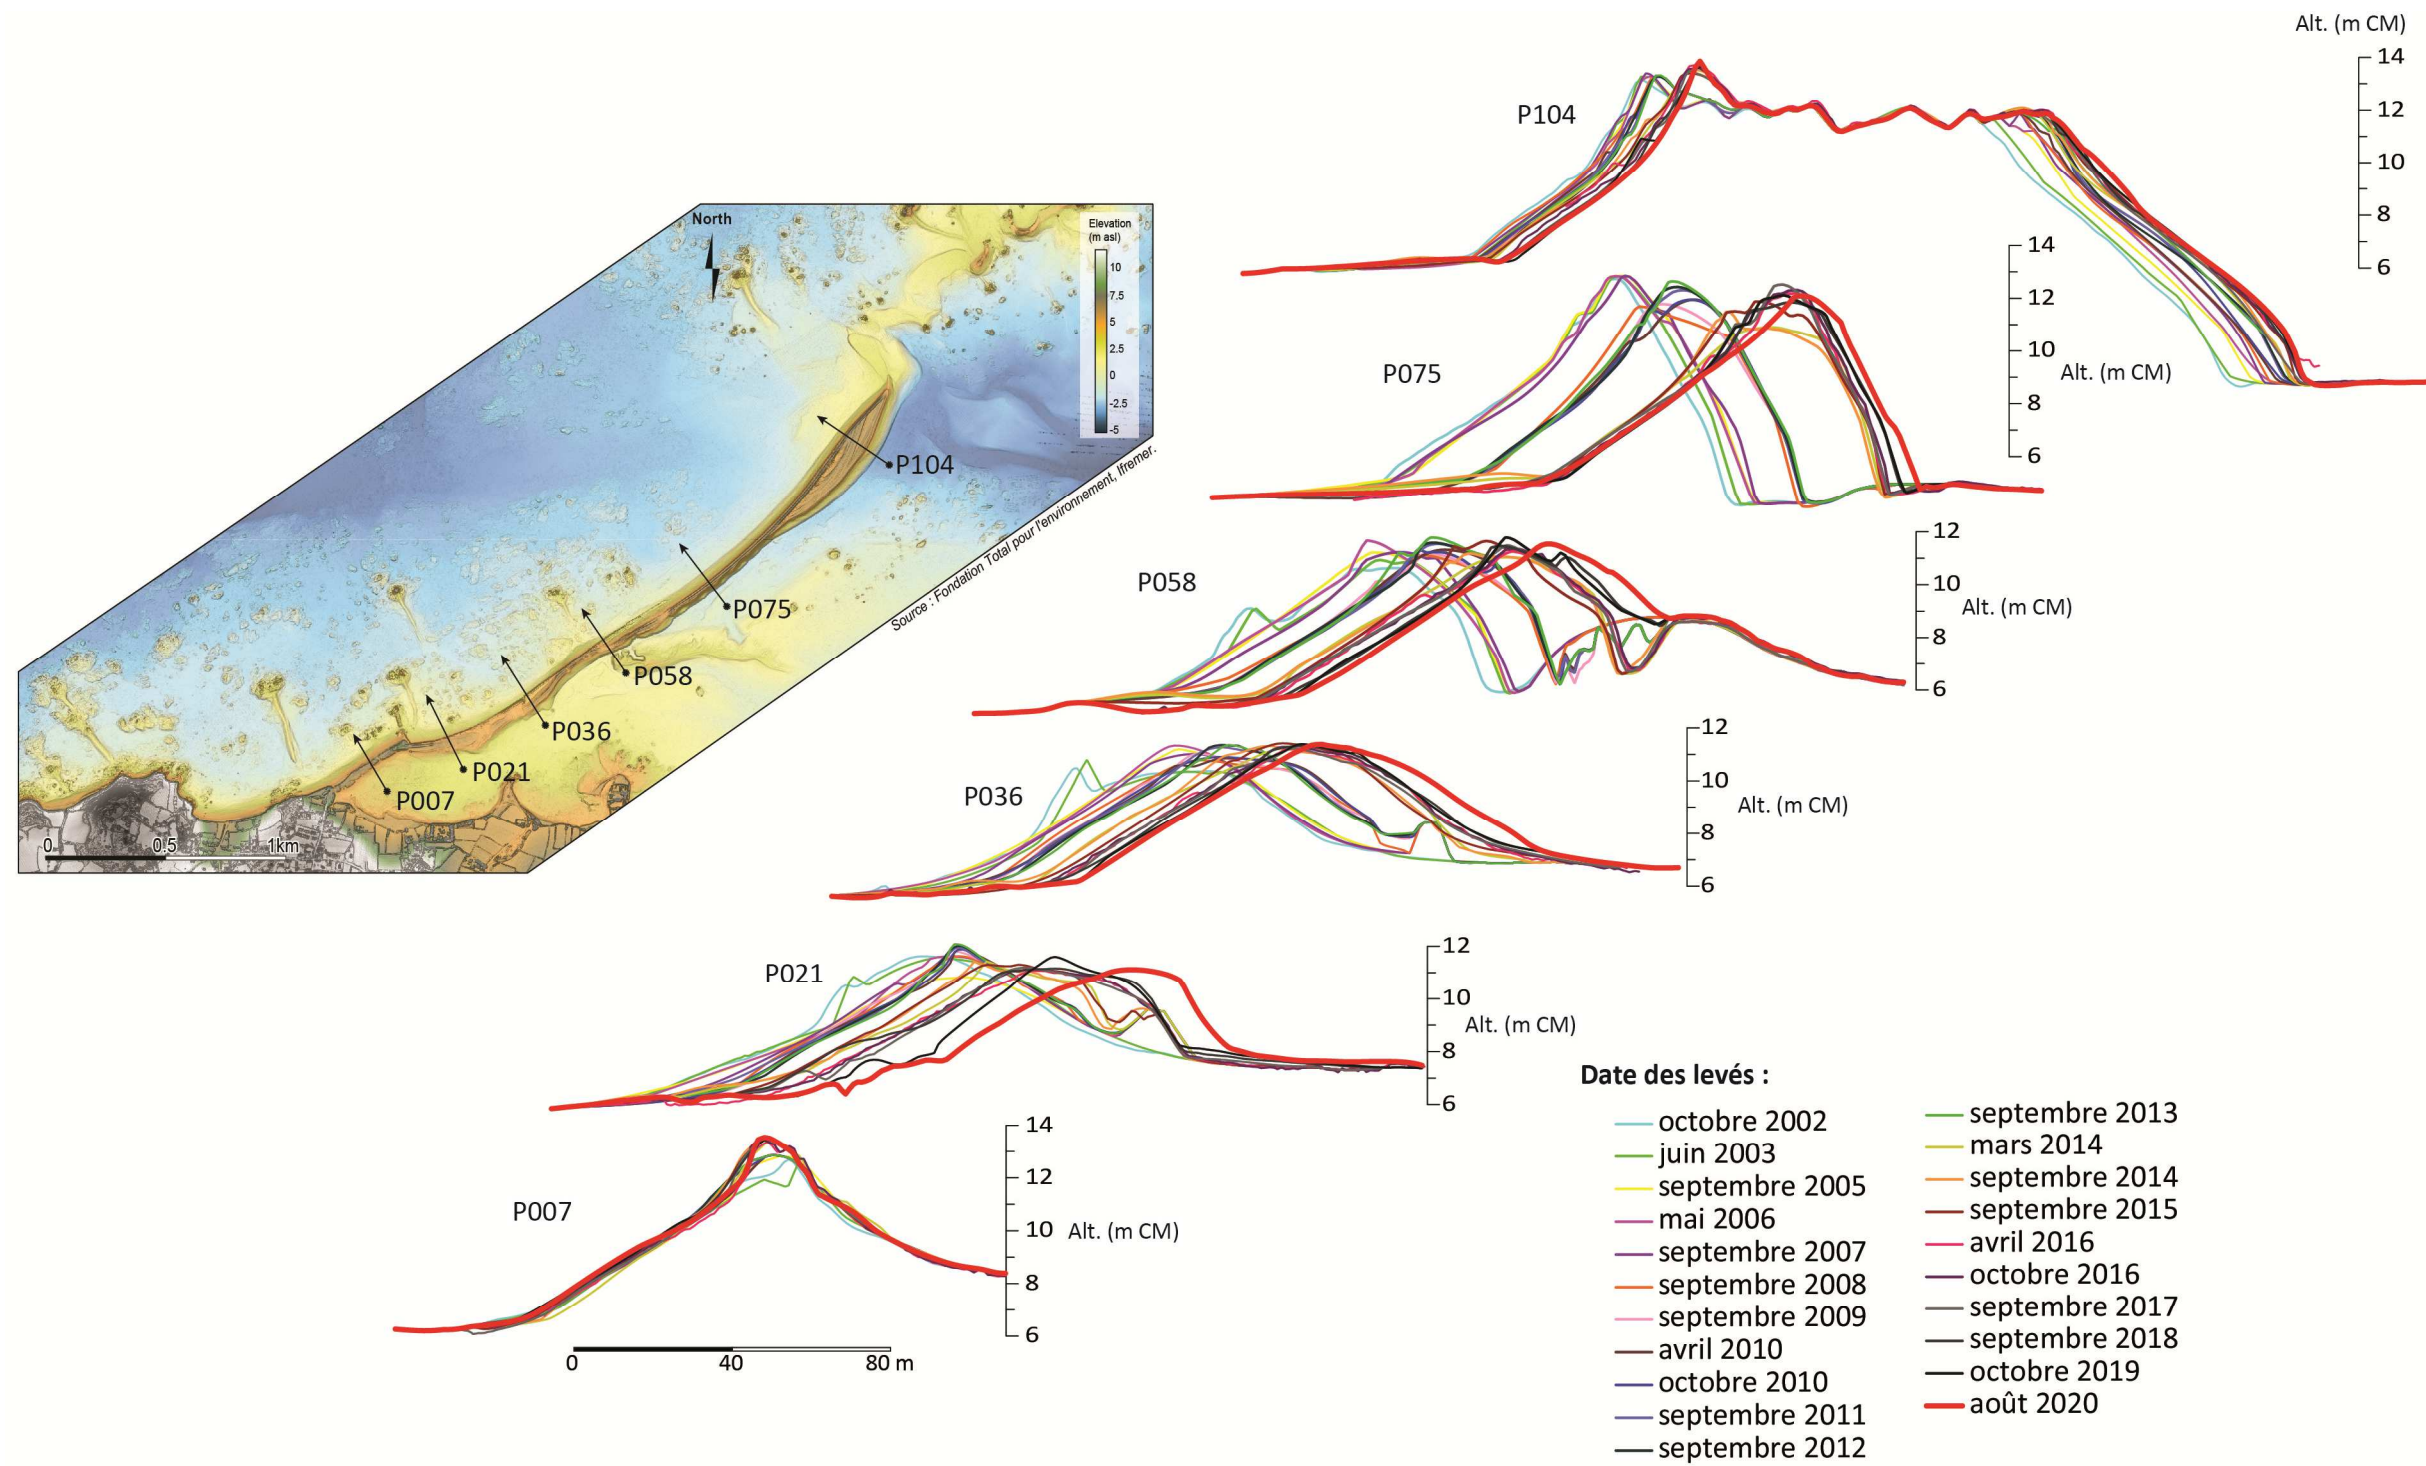 Alt. (m CM)
14
12
10
8
6
P104
14
12
10
8
6
Alt. (m CM)
P075
North
Elevation
(m asl)
10
7.5
5
2.5
0
-2.5
-5
P104
P075
P058
P036
P021
P007
0 0.5 1km
Source : Fondation Total pour l'environnement, Ifremer.
12
10
8
6
Alt. (m CM)
P058
12
10
8
6
Alt. (m CM)
P036
12
10
8
6
Alt. (m CM)
P021
14
12
10
8
6
Alt. (m CM)
P007
0 40 80 m
Date des levés :
octobre 2002
juin 2003
septembre 2005
mai 2006
septembre 2007
septembre 2008
septembre 2009
avril 2010
octobre 2010
septembre 2011
septembre 2012
septembre 2013
mars 2014
septembre 2014
septembre 2015
avril 2016
octobre 2016
septembre 2017
septembre 2018
octobre 2019
août 2020